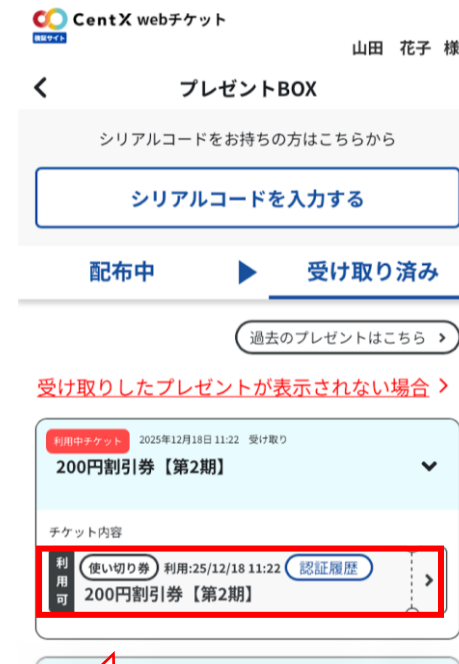 CentX webチケット
検証サイト
山田 花子 様
プレゼントBOX
シリアルコードをお持ちの方はこちらから
シリアルコードを入力する
配布中
受け取り済み
過去のプレゼントはこちら
受け取りしたプレゼントが表示されない場合
利用中チケット 2025年12月18日 11:22 受け取り
200円割引券【第2期】
チケット内容
利用可
使い切り券 利用:25/12/18 11:22 認証履歴
200円割引券【第2期】